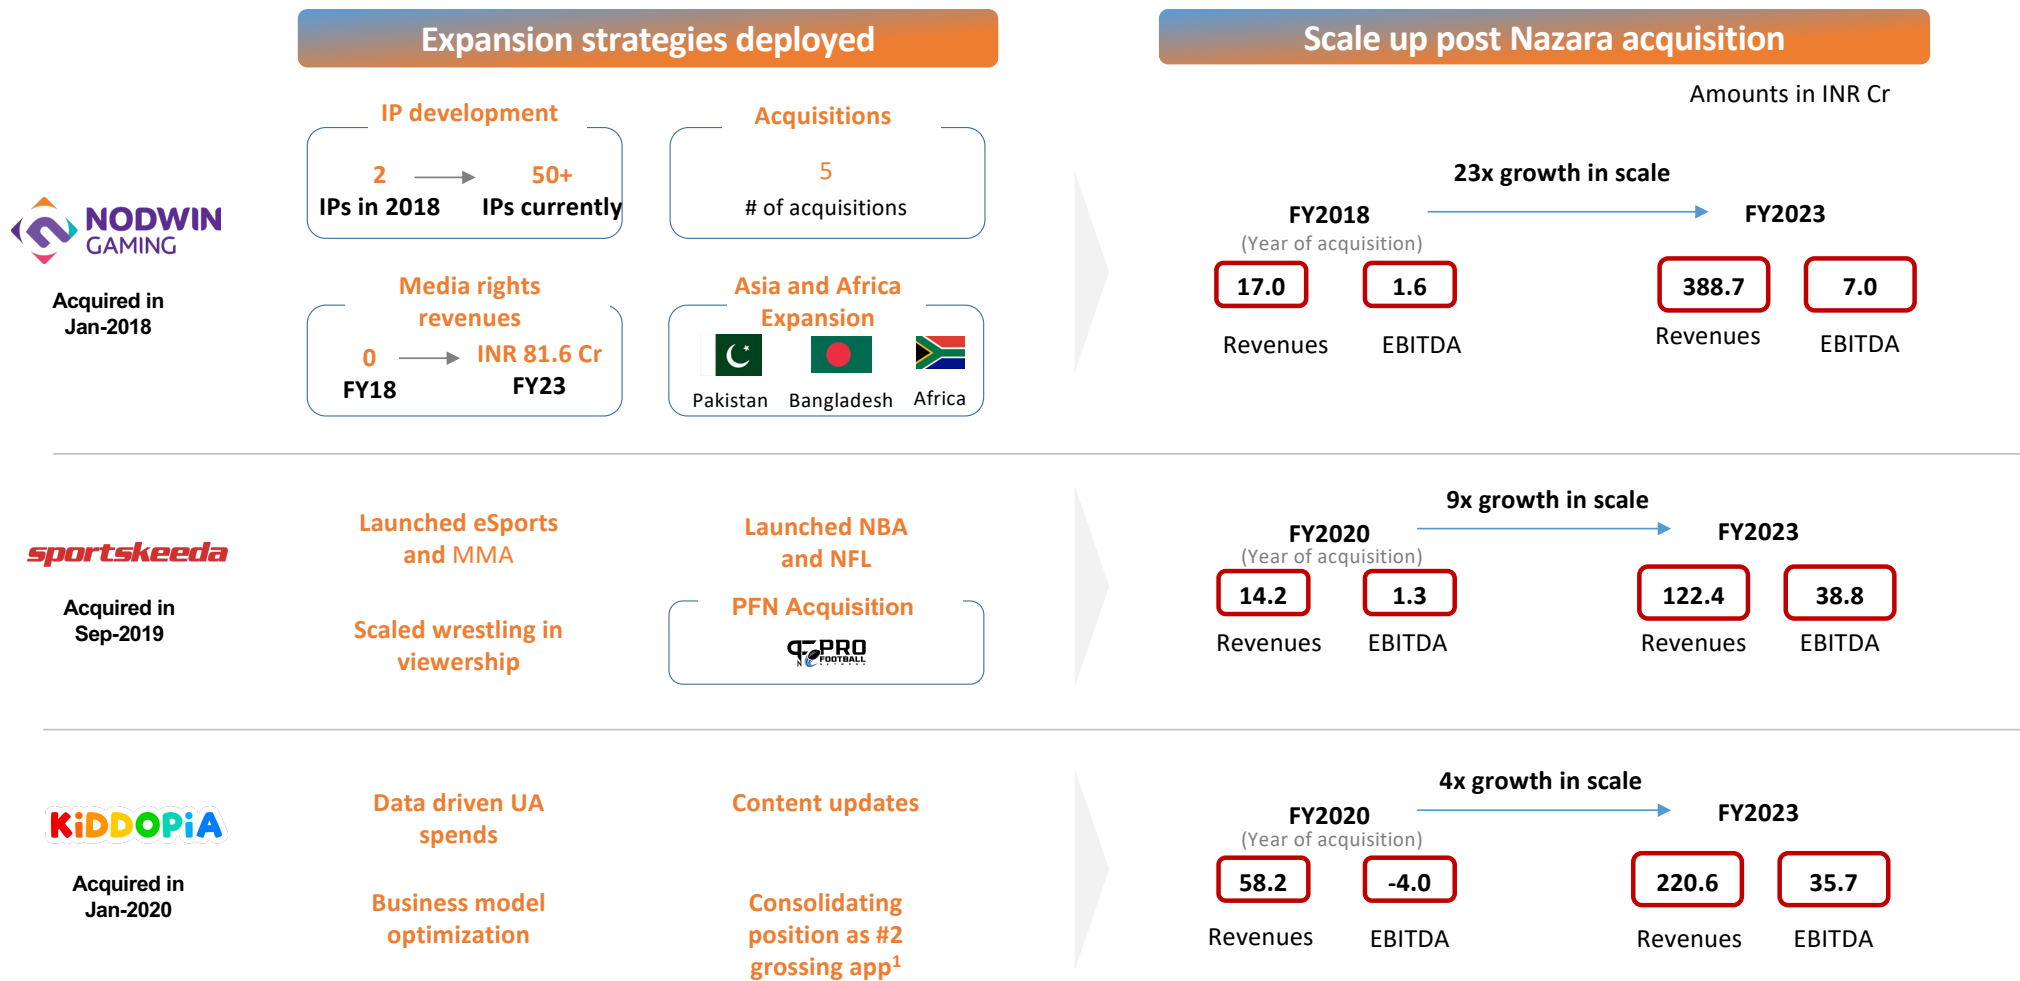 Expansion strategies deployed
Scale up post Nazara acquisition
Amounts in INR Cr
NODWIN
GAMING
Acquired in
Jan-2018
IP development
2
50+
IPs in 2018
IPs currently
Acquisitions
5
# of acquisitions
Media rights
revenues
0
INR 81.6 Cr
FY18
FY23
Asia and Africa
Expansion
Pakistan
Bangladesh
Africa
23x growth in scale
FY2018
(Year of acquisition)
FY2023
17.0
1.6
388.7
7.0
Revenues
EBITDA
Revenues
EBITDA
sportskeeda
Acquired in
Sep-2019
Launched eSports
and MMA
Launched NBA
and NFL
Scaled wrestling in
viewership
PFN Acquisition
PRO
FOOTBALL
NETWORK
9x growth in scale
FY2020
(Year of acquisition)
FY2023
14.2
1.3
122.4
38.8
Revenues
EBITDA
Revenues
EBITDA
KiDDOPiA
Acquired in
Jan-2020
Data driven UA
spends
Content updates
Business model
optimization
Consolidating
position as #2
grossing app¹
4x growth in scale
FY2020
(Year of acquisition)
FY2023
58.2
-4.0
220.6
35.7
Revenues
EBITDA
Revenues
EBITDA